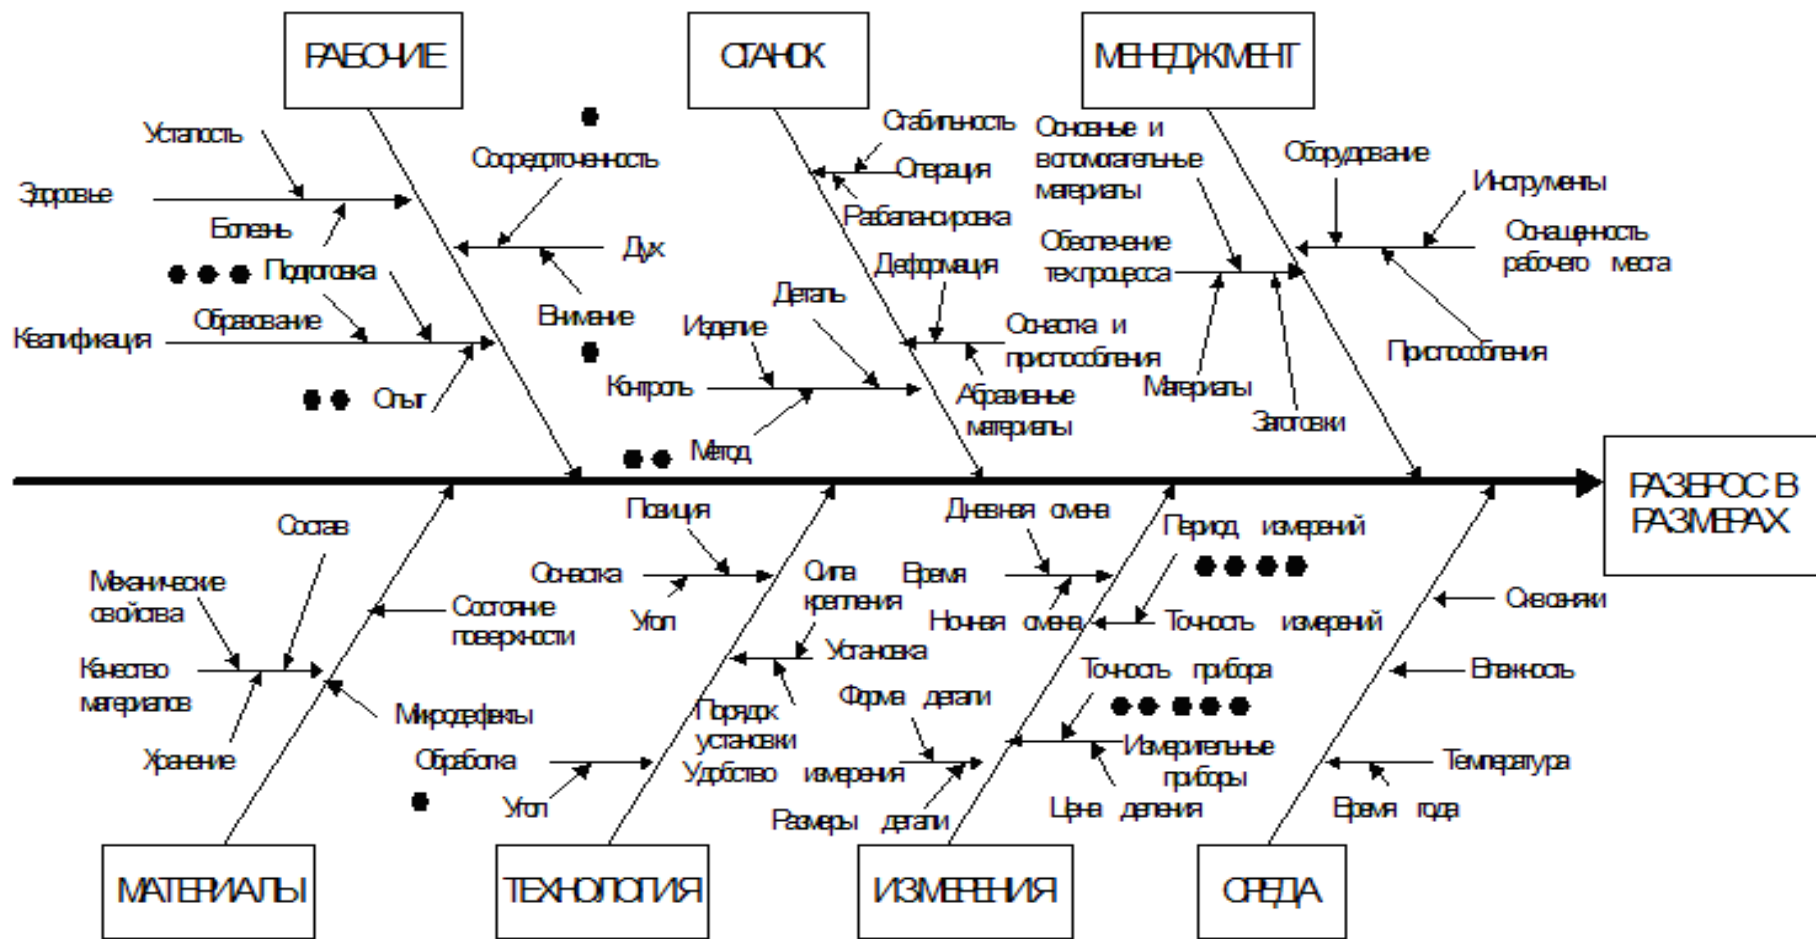 РАБОЧИЕ
СТАНОК
МЕНЕДЖМЕНТ
Усталость
Здоровье
Болезнь
Сосредоточенность
Дух
Внимание
Подготовка
Образование
Квалификация
Опыт
Стабильность
Операция
Разбалансировка
Деформация
Оснастка и
приспособления
Абразивные
материалы
Деталь
Изделие
Контроль
Метод
Основные и
вспомогательные
материалы
Обеспечение
тех.процесса
Материалы
Заготовки
Оборудование
Инструменты
Оснащенность
рабочего места
Приспособления
РАЗБРОС В
РАЗМЕРАХ
Состав
Механические
свойства
Качество
материалов
Хранение
Состояние
поверхности
Микродефекты
Позиция
Оснастка
Угол
Сила
крепления
Установка
Порядок
установки
Обработка
Угол
Дневная смена
Время
Ночная смена
Период измерений
Точность измерений
Точность прибора
Измерительные
приборы
Цена деления
Форма детали
Удобство измерения
Размеры детали
Сквозняки
Влажность
Температура
Время года
МАТЕРИАЛЫ
ТЕХНОЛОГИЯ
ИЗМЕРЕНИЯ
СРЕДА